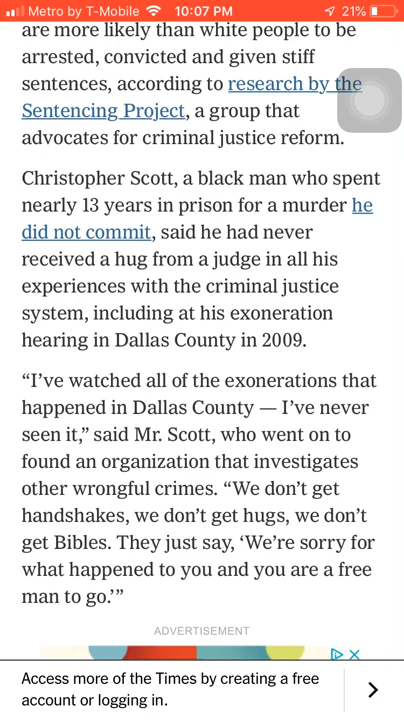 Metro by T-Mobile 10:07 PM 21%
are more likely than white people to be
arrested, convicted and given stiff
sentences, according to research by the
Sentencing Project, a group that
advocates for criminal justice reform.
Christopher Scott, a black man who spent
nearly 13 years in prison for a murder he
did not commit, said he had never
received a hug from a judge in all his
experiences with the criminal justice
system, including at his exoneration
hearing in Dallas County in 2009.
“I’ve watched all of the exonerations that
happened in Dallas County — I’ve never
seen it,” said Mr. Scott, who went on to
found an organization that investigates
other wrongful crimes. “We don’t get
handshakes, we don’t get hugs, we don’t
get Bibles. They just say, ‘We’re sorry for
what happened to you and you are a free
man to go.’”
ADVERTISEMENT
Access more of the Times by creating a free
account or logging in.